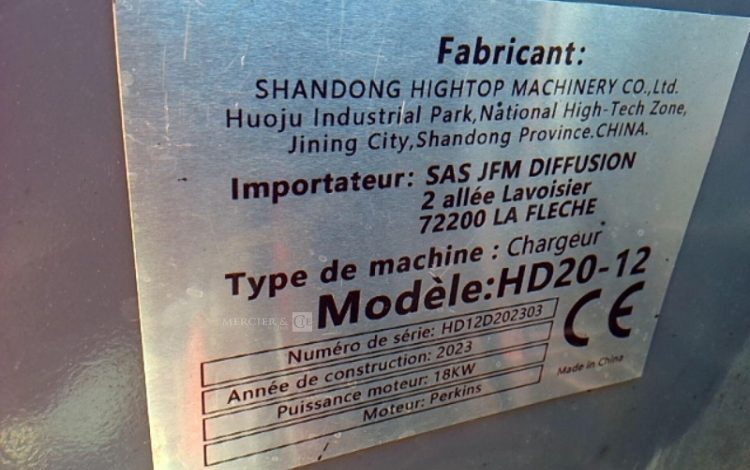 Fabricant:
SHANDONG HIGHTOP MACHINERY CO.,Ltd.
Huoju Industrial Park,National High-Tech Zone,
Jining City,Shandong Province.CHINA.
Importateur: SAS JFM DIFFUSION
2 allée Lavoisier
72200 LA FLECHE
Type de machine : Chargeur
Modèle:HD20-12
MERCIER &
CE
Numéro de série: HD12D202303
Année de construction: 2023
Made in China
Puissance moteur: 18KW
Moteur: Perkins